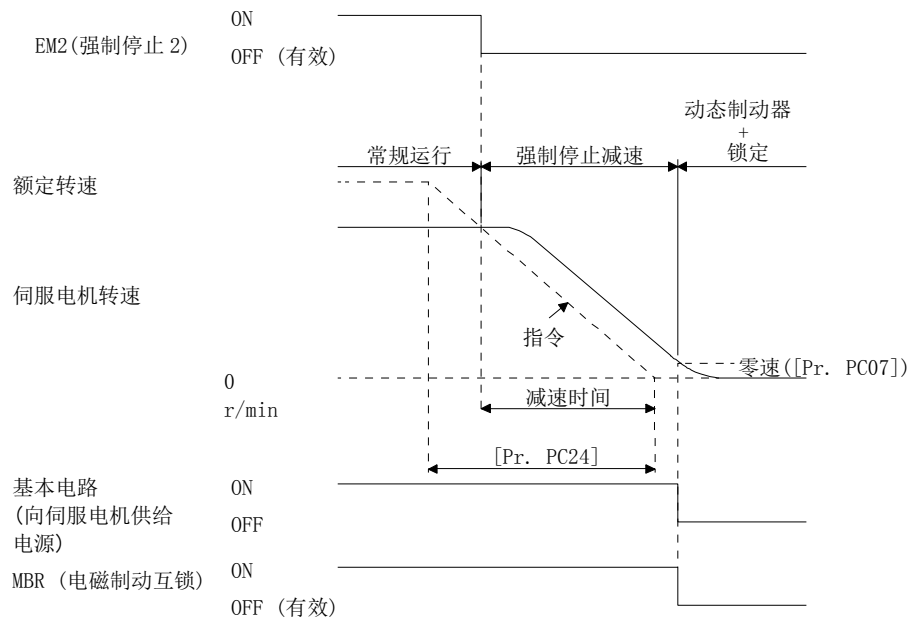 ON
EM2(强制停止 2)
OFF (有效)
动态制动器
+
锁定
常规运行
强制停止减速
额定转速
伺服电机转速
指令
零速([Pr. PC07])
0
r/min
减速时间
[Pr. PC24]
基本电路
(向伺服电机供给
电源)
ON
OFF
MBR (电磁制动互锁)
ON
OFF (有效)